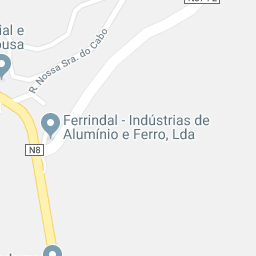 ial e
ousa
R. Nossa Sra. do Cabo
Ferrindal - Indústrias de
Alumínio e Ferro, Lda
N8